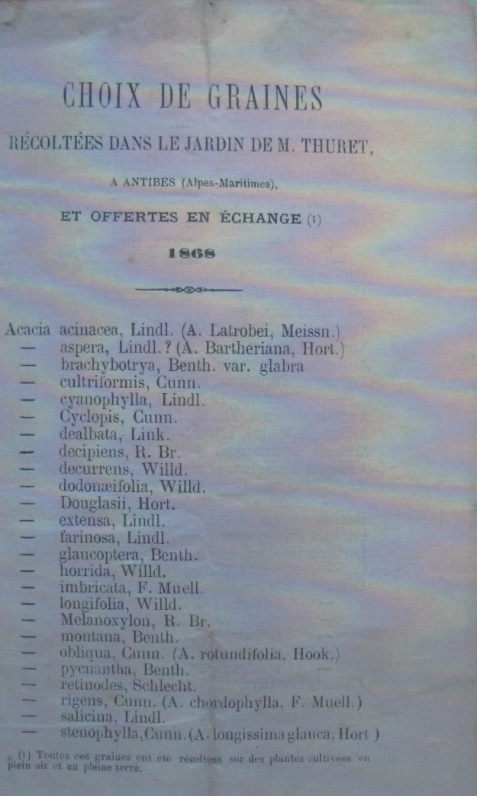 CHOIX DE GRAINES
RÉCOLTÉES DANS LE JARDIN DE M. THURET,
A ANTIBES (Alpes-Maritimes),
ET OFFERTES EN ÉCHANGE (1)
1868
Acacia acinacea, Lindl. (A. Latrobei, Meissn.)
— aspera, Lindl. ? (A. Bartheriana, Hort.)
— brachybotrya, Benth. var. glabra
— cultriformis, Cunn.
— cyanophylla, Lindl.
— Cyclopis, Cunn.
— dealbata, Link.
— decipiens, R. Br.
— decurrens, Willd.
— dodonæifolia, Willd.
— Douglasii, Hort.
— extensa, Lindl.
— farinosa, Lindl.
— glaucoptera, Benth.
— horrida, Willd.
— imbricata, F. Muell.
— longifolia, Willd.
— Melanoxylon, R. Br.
— montana, Benth.
— obliqua, Cunn. (A. rotundifolia, Hook.)
— pycnantha, Benth.
— retinodes, Schlecht.
— rigens, Cunn. (A. chordophylla, F. Muell.)
— salicina, Lindl.
— stenophylla, Cunn. (A. longissima glauca, Hort )
(1) Toutes ces graines ont été récoltées sur des plantes cultivées en
plein air et en pleine terre.